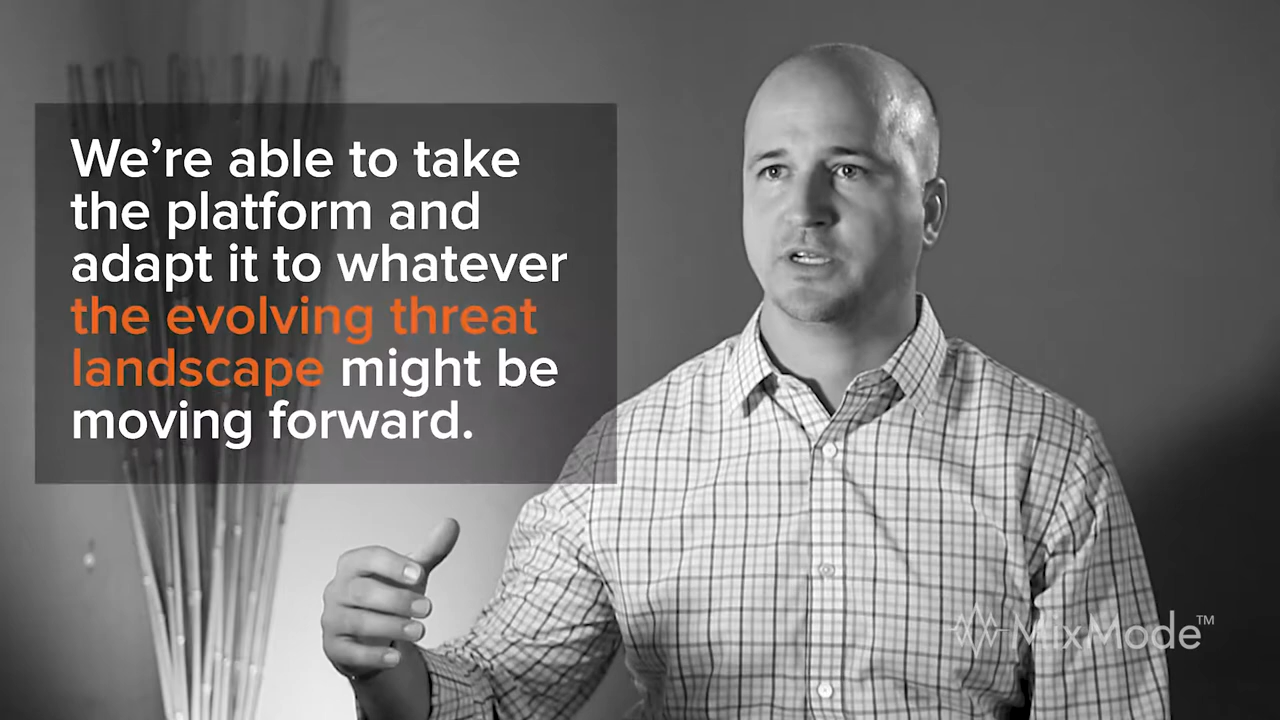 We’re able to take
the platform and
adapt it to whatever
the evolving threat
landscape might be
moving forward.
MixMode™